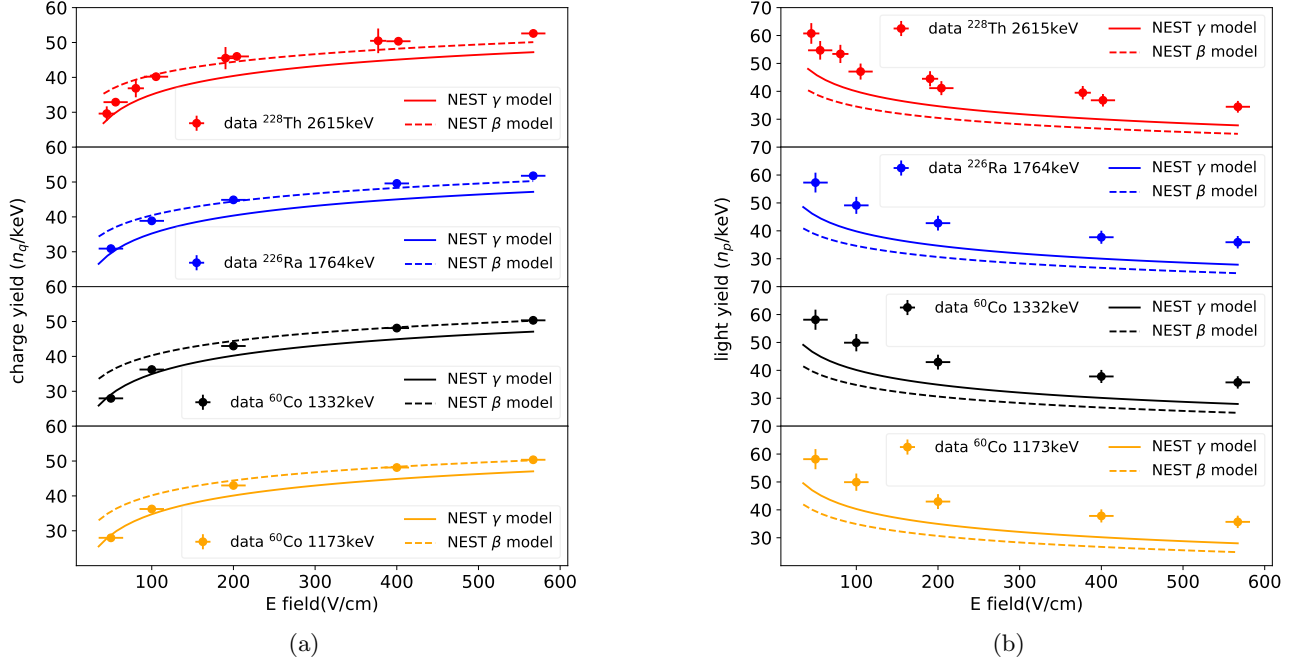 60
50
40
30
NEST γ model
data ²²⁸Th 2615keV
NEST β model
60
50
40
30
NEST γ model
data ²²⁶Ra 1764keV
NEST β model
60
50
40
30
NEST γ model
data ⁶⁰Co 1332keV
NEST β model
60
50
40
30
NEST γ model
data ⁶⁰Co 1173keV
NEST β model
100 200 300 400 500 600
E field(V/cm)
charge yield (n_q/keV)
(a)
70
60
50
40
30
data ²²⁸Th 2615keV
NEST γ model
NEST β model
70
60
50
40
30
data ²²⁶Ra 1764keV
NEST γ model
NEST β model
70
60
50
40
30
data ⁶⁰Co 1332keV
NEST γ model
NEST β model
70
60
50
40
30
data ⁶⁰Co 1173keV
NEST γ model
NEST β model
100 200 300 400 500 600
E field(V/cm)
light yield (n_p/keV)
(b)